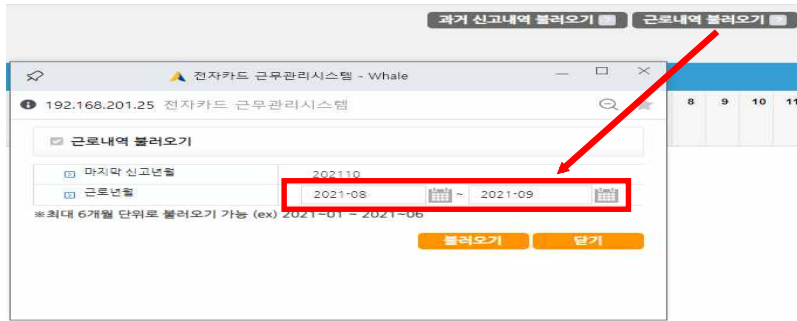 과거 신고내역 불러오기
근로내역 불러오기
전자카드 근무관리시스템 - Whale
192.168.201.25 전자카드 근무관리시스템
8 9 10 11
근로내역 불러오기
마지막 신고년월 202110
근로년월 2021-08 ~ 2021-09
※최대 6개월 단위로 불러오기 가능 (ex) 2021-01 ~ 2021-06
불러오기 닫기